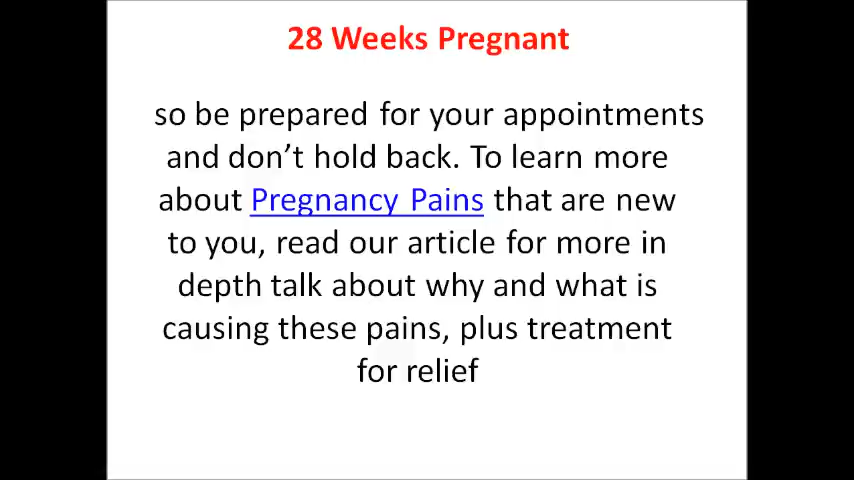 28 Weeks Pregnant
so be prepared for your appointments
and don’t hold back. To learn more
about Pregnancy Pains that are new
to you, read our article for more in
depth talk about why and what is
causing these pains, plus treatment
for relief